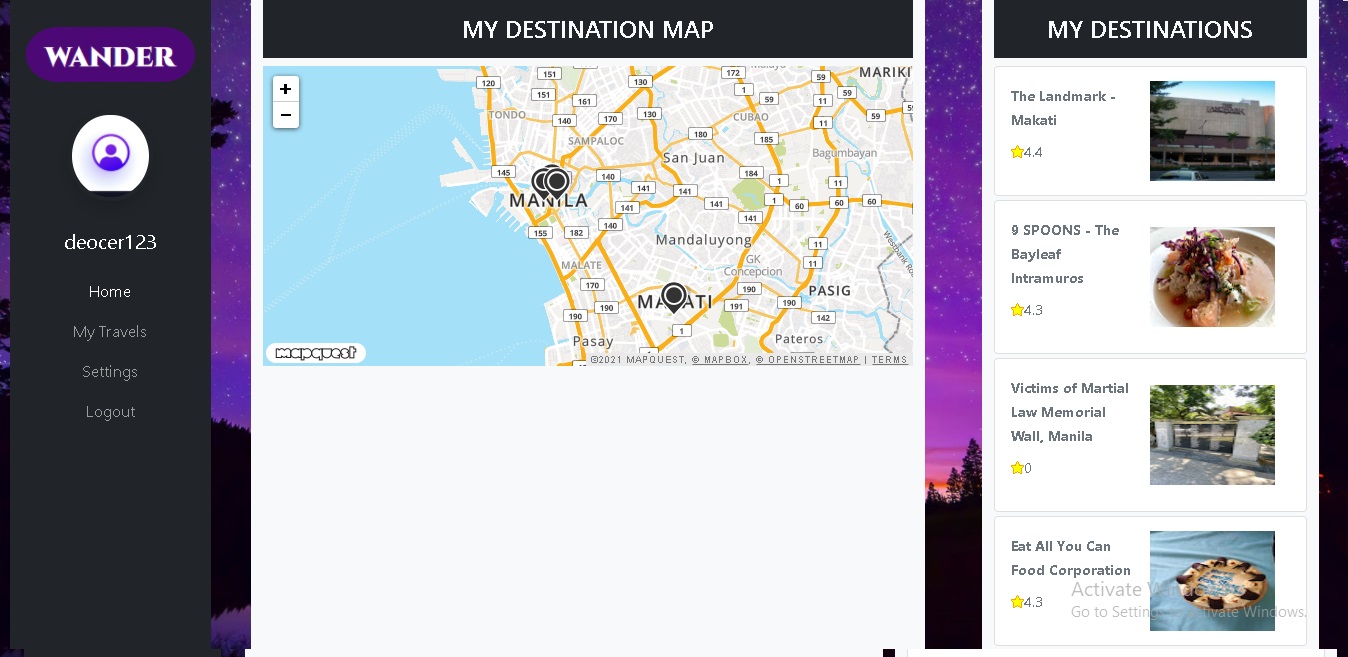 WANDER
deocer123
Home
My Travels
Settings
Logout
MY DESTINATION MAP
+
−
120
151
151
161
130
172
1
59
59
59
MARIKI
TONDO
140
170
130
CUBAO
11
11
59
SAMPALOC
180
185
San Juan
Bagumbayan
145
140
184
1
11
141
141
141
1
60
60
60
MANILA
141
141
155
182
140
Mandaluyong
11
MALATE
GK
Concepcion
11
170
190
PASIG
MAKATI
190
190
191
190
142
1
Pasay
Pateros
mapquest
©2021 MAPQUEST, © MAPBOX, © OPENSTREETMAP | TERMS
MY DESTINATIONS
The Landmark -
Makati
4.4
9 SPOONS - The
Bayleaf
Intramuros
4.3
Victims of Martial
Law Memorial
Wall, Manila
0
Eat All You Can
Food Corporation
4.3
Activate Windows
Go to Settings to activate Windows.